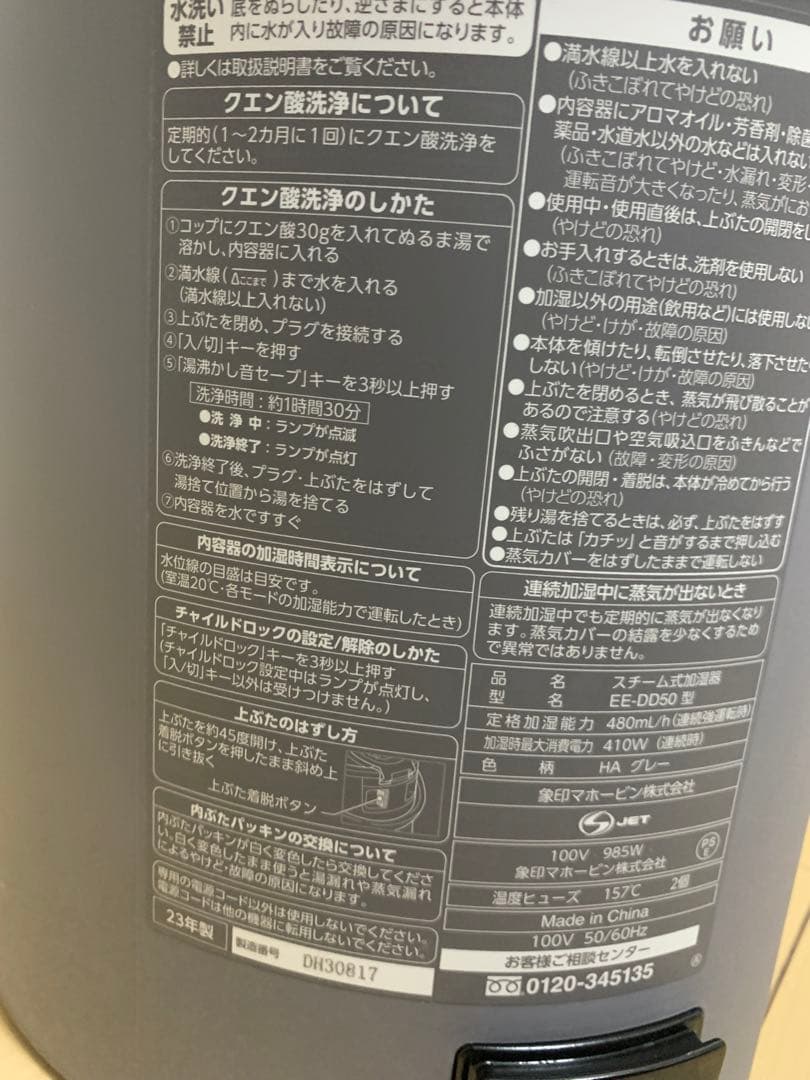 水洗い
禁止
底をぬらしたり、逆さまにすると本体
内に水が入り故障の原因になります。
●詳しくは取扱説明書をご覧ください。
クエン酸洗浄について
定期的(1〜2カ月に1回)にクエン酸洗浄を
してください。
クエン酸洗浄のしかた
①コップにクエン酸30gを入れてぬるま湯で
溶かし、内容器に入れる
②満水線(△ここまで)まで水を入れる
(満水線以上入れない)
③上ぶたを閉め、プラグを接続する
④「入/切」キーを押す
⑤「湯沸かし音セーブ」キーを3秒以上押す
洗浄時間:約1時間30分
●洗浄中:ランプが点滅
●洗浄終了:ランプが点灯
⑥洗浄終了後、プラグ・上ぶたをはずして
湯捨て位置から湯を捨てる
⑦内容器を水ですすぐ
内容器の加湿時間表示について
水位線の目盛は目安です。
(室温20℃・各モードの加湿能力で運転したとき)
チャイルドロックの設定/解除のしかた
「チャイルドロック」キーを3秒以上押す
(チャイルドロック設定中はランプが点灯し、
「入/切」キー以外は受けつけません。)
上ぶたのはずし方
上ぶたを約45度開け、上ぶた
着脱ボタンを押したまま斜め上
に引き抜く
上ぶた着脱ボタン
内ぶたパッキンの交換について
内ぶたパッキンが白く変色したら交換してくださ
い。白く変色したまま使うと湯漏れや蒸気漏れ
によるやけど・故障の原因になります。
専用の電源コード以外は使用しないでください。
電源コードは他の機器に転用しないでください。
23年製
製造番号 DH30817
お願い
●満水線以上水を入れない
(ふきこぼれてやけどの恐れ)
●内容器にアロマオイル・芳香剤・除菌
薬品・水道水以外の水などは入れない
(ふきこぼれてやけど・水漏れ・変形・
運転音が大きくなったり、蒸気がにお
●使用中・使用直後は、上ぶたの開閉をし
(やけどの恐れ)
●お手入れするときは、洗剤を使用しない
(ふきこぼれてやけどの恐れ)
●加湿以外の用途(飲用など)には使用しな
(やけど・けが・故障の原因)
●本体を傾けたり、転倒させたり、落下させた
しない(やけど・けが・故障の原因)
●上ぶたを閉めるとき、蒸気が飛び散ることが
あるので注意する(やけどの恐れ)
●蒸気吹出口や空気吸込口をふきんなどで
ふさがない(故障・変形の原因)
●上ぶたの開閉・着脱は、本体が冷めてから行う
(やけどの恐れ)
●残り湯を捨てるときは、必ず、上ぶたをはずす
●上ぶたは「カチッ」と音がするまで押し込む
●蒸気カバーをはずしたままで運転しない
連続加湿中に蒸気が出ないとき
連続加湿中でも定期的に蒸気が出なくなり
ます。蒸気カバーの結露を少なくするため
で異常ではありません。
品名 スチーム式加湿器
型名 EE-DD50型
定格加湿能力 480mL/h(連続強運転時)
加湿時最大消費電力 410W(連続時)
色柄 HA グレー
象印マホービン株式会社
JET
100V 985W
象印マホービン株式会社
PS
E
温度ヒューズ 157℃ 2個
Made in China
100V 50/60Hz
お客様ご相談センター
0120-345135